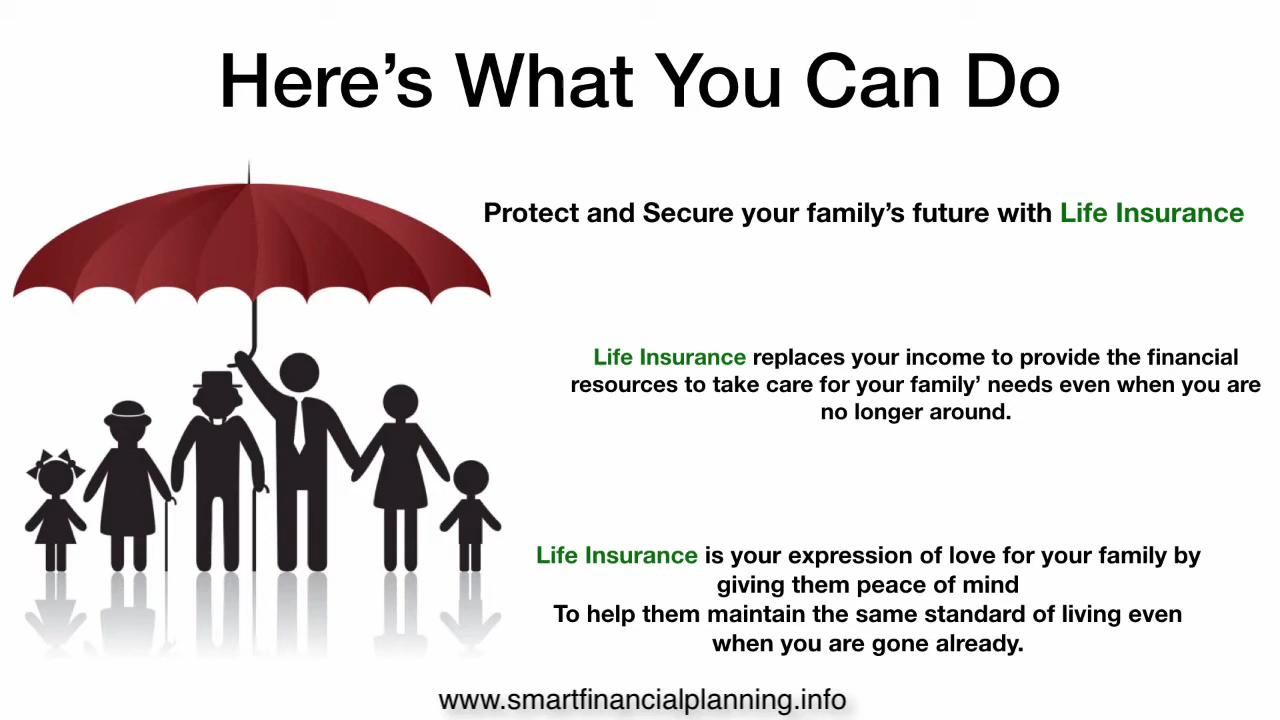 Here’s What You Can Do
Protect and Secure your family’s future with Life Insurance
Life Insurance replaces your income to provide the financial
resources to take care for your family’ needs even when you are
no longer around.
Life Insurance is your expression of love for your family by
giving them peace of mind
To help them maintain the same standard of living even
when you are gone already.
www.smartfinancialplanning.info